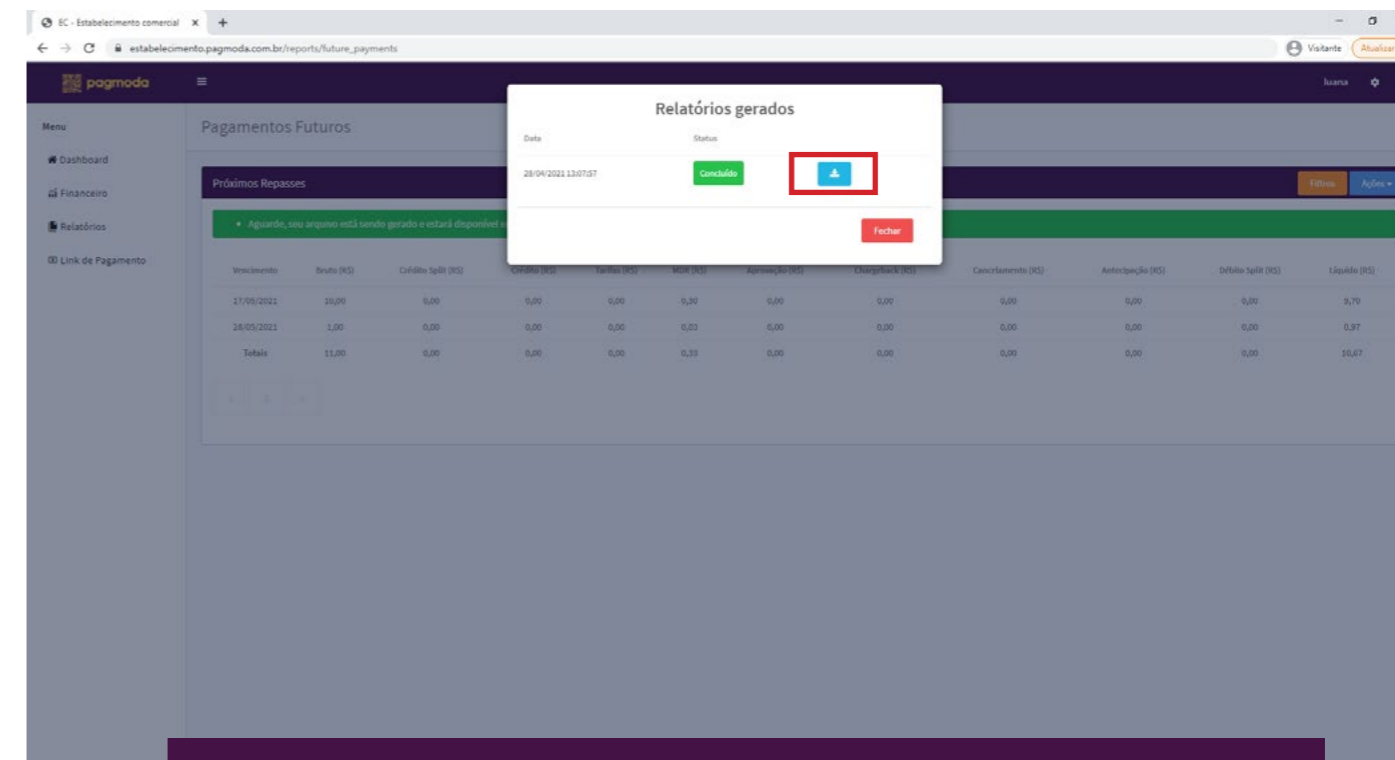 EC - Estabelecimento comercial
estabelecimento.pagmoda.com.br/reports/future_payments
Visitante
Atualizar
pagmoda
luana
Menu
Dashboard
Financeiro
Relatórios
Link de Pagamento
Pagamentos Futuros
Relatórios gerados
Data Status
28/04/2021 13:07:57 Concluído
Fechar
Próximos Repasses Filtros Ações
Aguarde, seu arquivo está sendo gerado e estará disponível
Vencimento Bruto (R$) Crédito Split (R$) Crédito (R$) Tarifas (R$) MDR (R$) Aprovação (R$) Chargeback (R$) Cancelamento (R$) Antecipação (R$) Débito Split (R$) Líquido (R$)
17/05/2021 10,00 0,00 0,00 0,00 0,30 0,00 0,00 0,00 0,00 0,00 9,70
28/05/2021 1,00 0,00 0,00 0,00 0,03 0,00 0,00 0,00 0,00 0,00 0,97
Totais 11,00 0,00 0,00 0,00 0,33 0,00 0,00 0,00 0,00 0,00 10,67